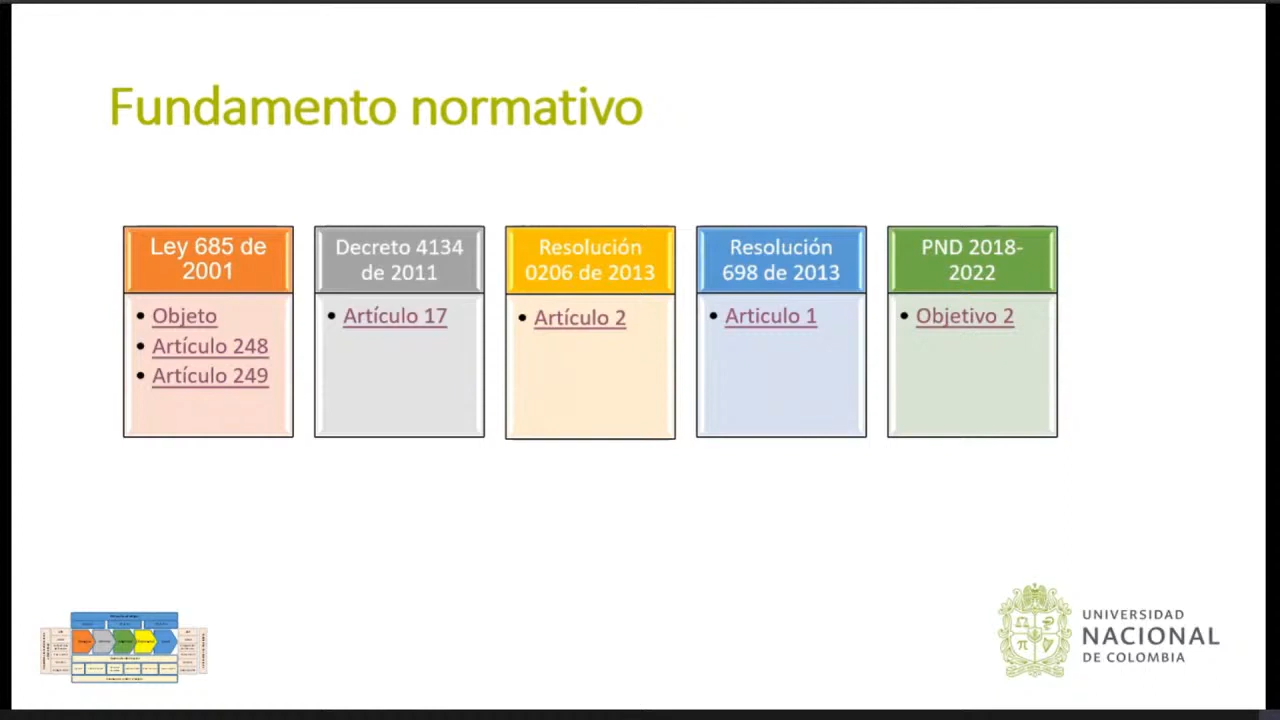 Fundamento normativo
Ley 685 de
2001
• Objeto
• Artículo 248
• Artículo 249
Decreto 4134
de 2011
• Artículo 17
Resolución
0206 de 2013
• Artículo 2
Resolución
698 de 2013
• Articulo 1
PND 2018-
2022
• Objetivo 2
UNIVERSIDAD
NACIONAL
DE COLOMBIA